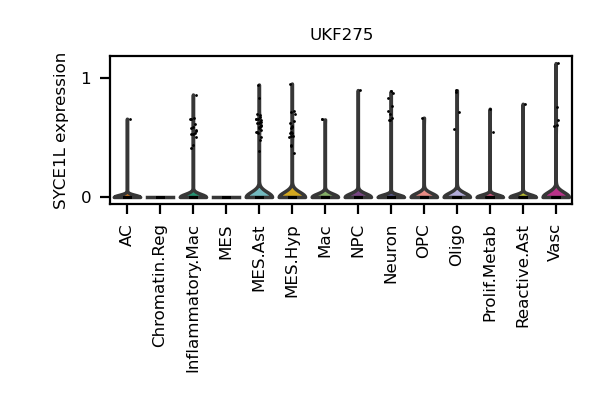 UKF275
SYCE1L expression
1
0
AC
Chromatin.Reg
Inflammatory.Mac
MES
MES.Ast
MES.Hyp
Mac
NPC
Neuron
OPC
Oligo
Prolif.Metab
Reactive.Ast
Vasc